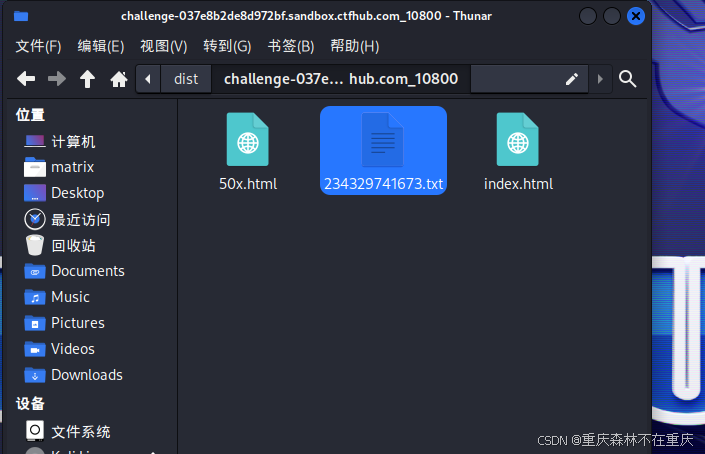 challenge-037e8b2de8d972bf.sandbox.ctfhub.com_10800 - Thunar
文件(F) 编辑(E) 视图(V) 转到(G) 书签(B) 帮助(H)
dist challenge-037e... hub.com_10800
位置
计算机
matrix
Desktop
最近访问
回收站
Documents
Music
Pictures
Videos
Downloads
设备
文件系统
50x.html 234329741673.txt index.html
CSDN @重庆森林不在重庆